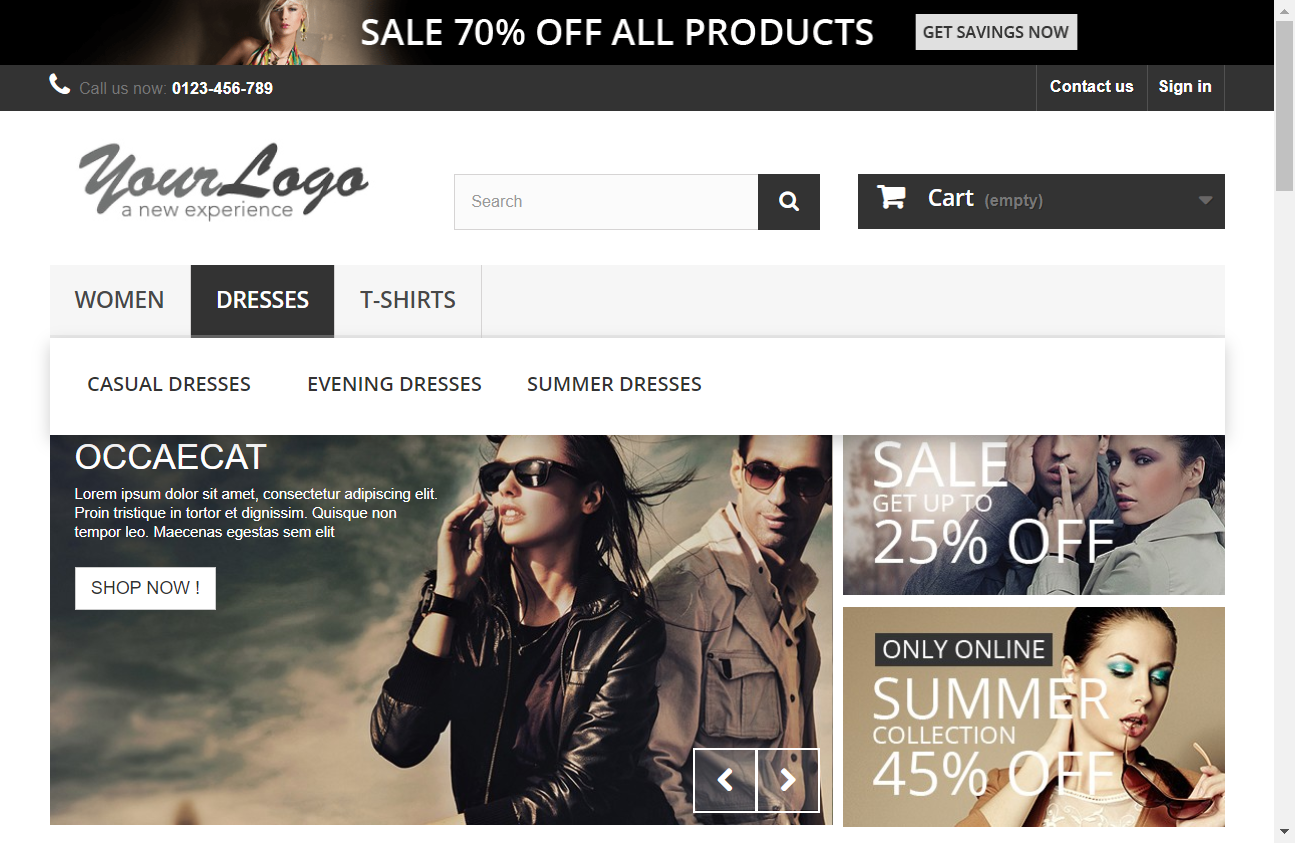 SALE 70% OFF ALL PRODUCTS
GET SAVINGS NOW
Call us now: 0123-456-789
Contact us
Sign in
Your Logo
a new experience
Search
Cart (empty)
WOMEN
DRESSES
T-SHIRTS
CASUAL DRESSES
EVENING DRESSES
SUMMER DRESSES
OCCAECAT
Lorem ipsum dolor sit amet, consectetur adipiscing elit.
Proin tristique in tortor et dignissim. Quisque non
tempor leo. Maecenas egestas sem elit
SHOP NOW !
SALE
GET UP TO
25% OFF
ONLY ONLINE
SUMMER
COLLECTION
45% OFF